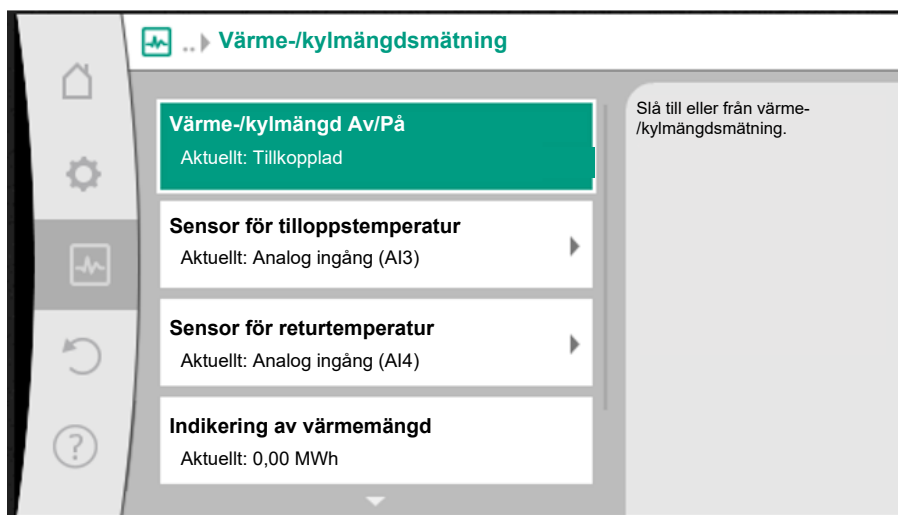 .. Värme-/kylmängdsmätning
Värme-/kylmängd Av/På
Aktuellt: Tillkopplad
Sensor för tilloppstemperatur
Aktuellt: Analog ingång (AI3)
Sensor för returtemperatur
Aktuellt: Analog ingång (AI4)
Indikering av värmemängd
Aktuellt: 0,00 MWh
Slå till eller från värme-
/kylmängdsmätning.
?